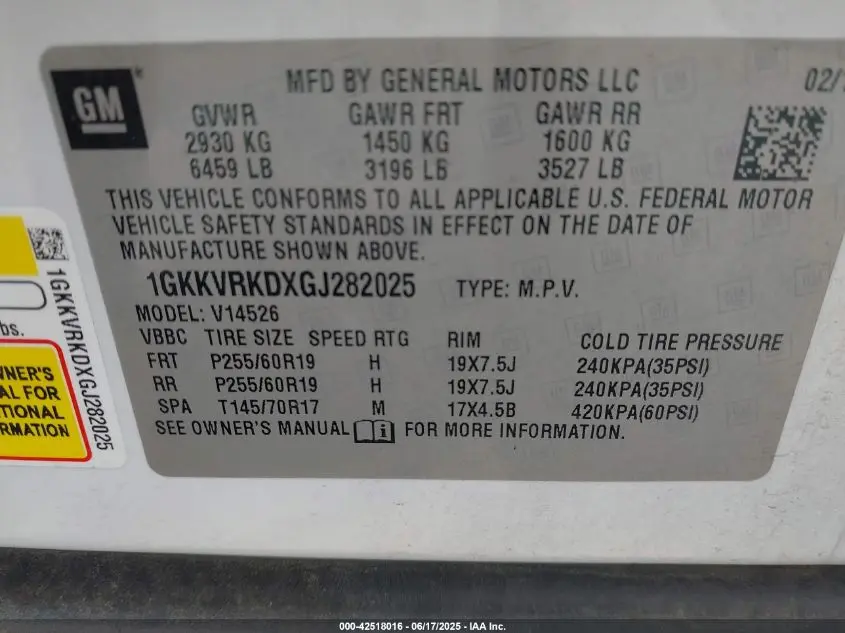 GM
MFD BY GENERAL MOTORS LLC 02/
GVWR GAWR FRT GAWR RR
2930 KG 1450 KG 1600 KG
6459 LB 3196 LB 3527 LB
THIS VEHICLE CONFORMS TO ALL APPLICABLE U.S. FEDERAL MOTOR
VEHICLE SAFETY STANDARDS IN EFFECT ON THE DATE OF
MANUFACTURE SHOWN ABOVE.
1GKKVRKDXGJ282025 TYPE: M.P.V.
MODEL: V14526
VBBC TIRE SIZE SPEED RTG RIM COLD TIRE PRESSURE
FRT P255/60R19 H 19X7.5J 240KPA(35PSI)
RR P255/60R19 H 19X7.5J 240KPA(35PSI)
SPA T145/70R17 M 17X4.5B 420KPA(60PSI)
SEE OWNER'S MANUAL i FOR MORE INFORMATION.
1GKKVRKDXGJ282025
bs.
WNER'S
AL FOR
TIONAL
RMATION
000-42518016 - 06/17/2025 - IAA Inc.